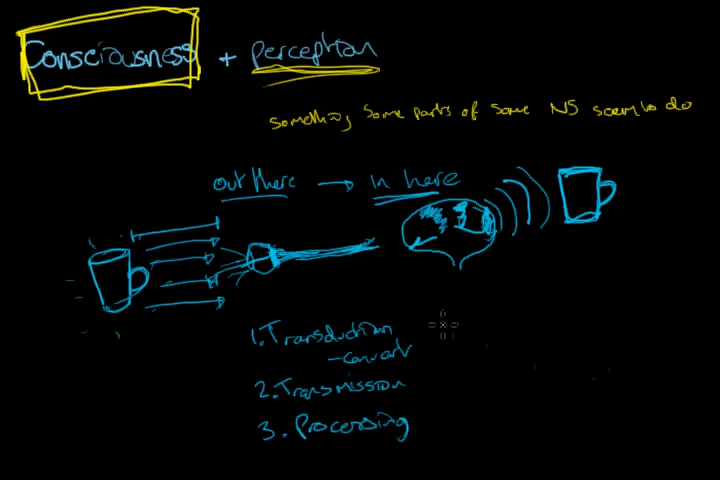 Consciousness + perception
something some parts of some NS seem to do
out there → in here
1. Transduction
- convert
2. Transmission
3. Processing